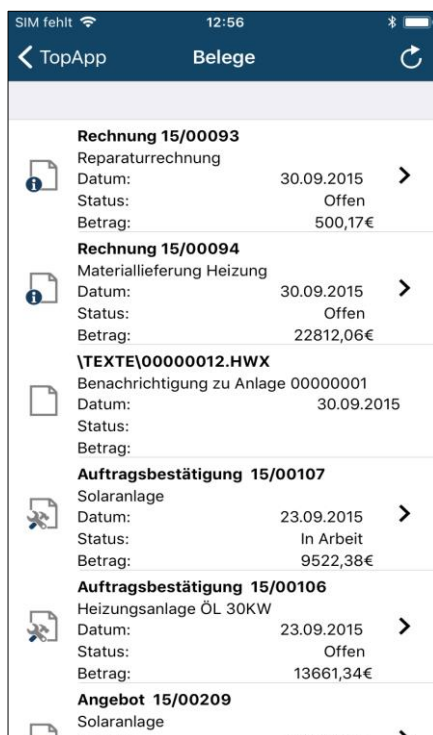 SIM fehlt 12:56
TopApp Belege
Rechnung 15/00093
Reparaturrechnung
Datum: 30.09.2015
Status: Offen
Betrag: 500,17€
Rechnung 15/00094
Materiallieferung Heizung
Datum: 30.09.2015
Status: Offen
Betrag: 22812,06€
\TEXTE\00000012.HWX
Benachrichtigung zu Anlage 00000001
Datum: 30.09.2015
Status:
Betrag:
Auftragsbestätigung 15/00107
Solaranlage
Datum: 23.09.2015
Status: In Arbeit
Betrag: 9522,38€
Auftragsbestätigung 15/00106
Heizungsanlage ÖL 30KW
Datum: 23.09.2015
Status: Offen
Betrag: 13661,34€
Angebot 15/00209
Solaranlage